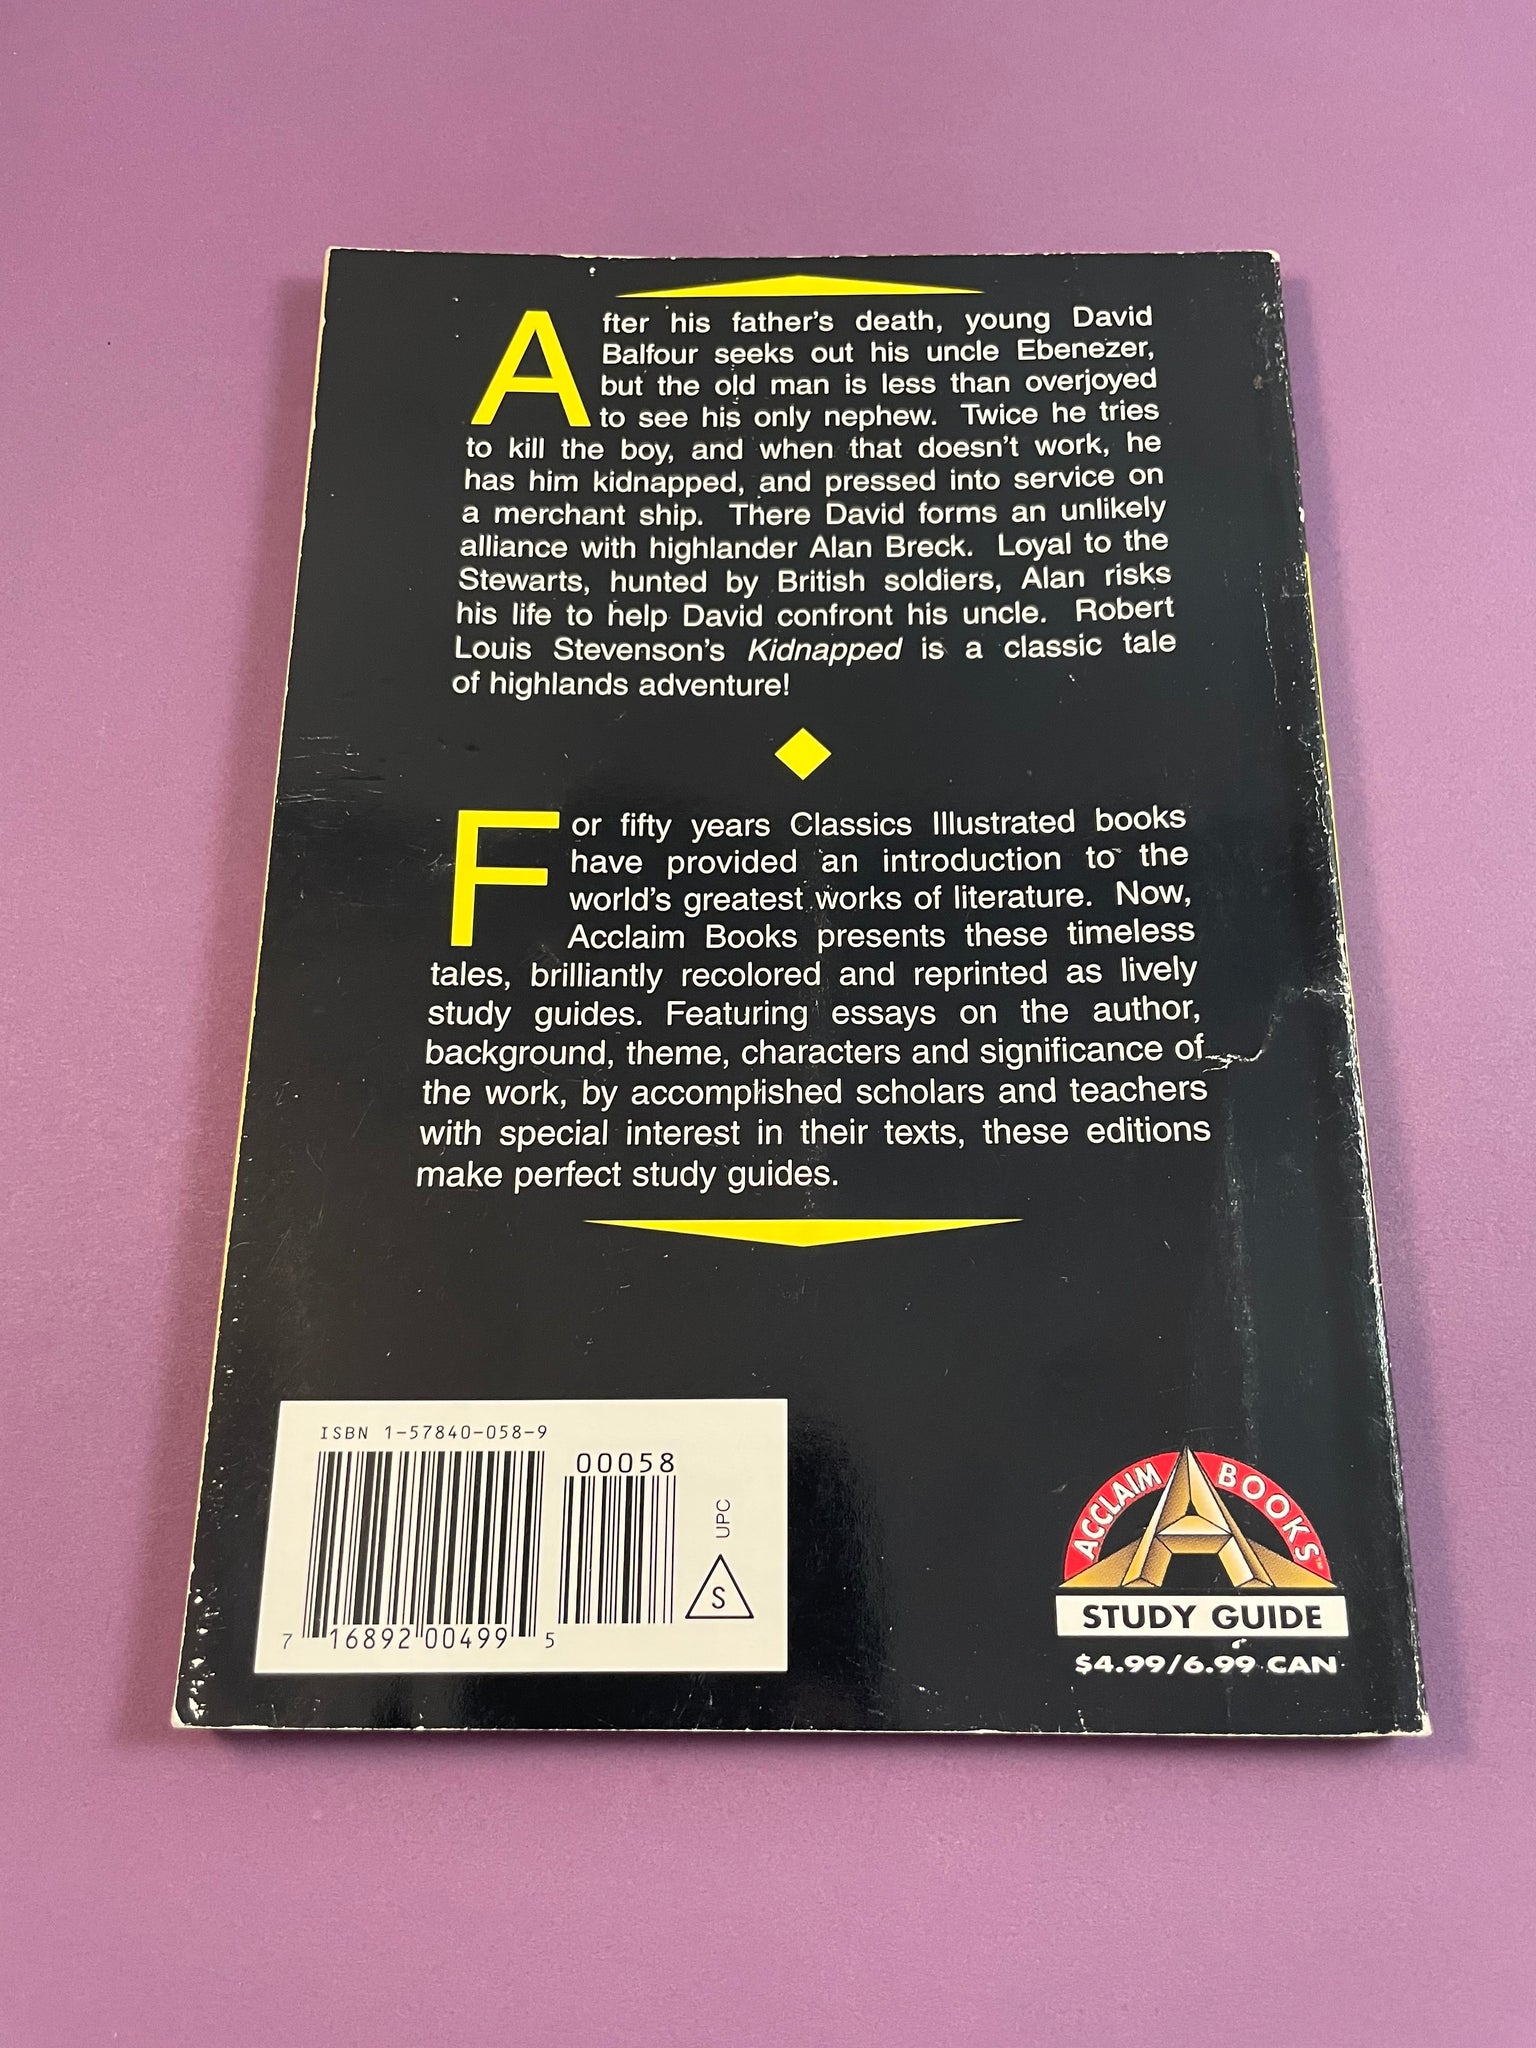 After his father's death, young David
Balfour seeks out his uncle Ebenezer,
but the old man is less than overjoyed
to see his only nephew. Twice he tries
to kill the boy, and when that doesn't work, he
has him kidnapped, and pressed into service on
a merchant ship. There David forms an unlikely
alliance with highlander Alan Breck. Loyal to the
Stewarts, hunted by British soldiers, Alan risks
his life to help David confront his uncle. Robert
Louis Stevenson's Kidnapped is a classic tale
of highlands adventure!
For fifty years Classics Illustrated books
have provided an introduction to the
world's greatest works of literature. Now,
Acclaim Books presents these timeless
tales, brilliantly recolored and reprinted as lively
study guides. Featuring essays on the author,
background, theme, characters and significance of
the work, by accomplished scholars and teachers
with special interest in their texts, these editions
make perfect study guides.
ISBN 1-57840-058-9
00058
UPC
S
7 16892 00499 5
ACCLAIM BOOKS
STUDY GUIDE
$4.99/6.99 CAN